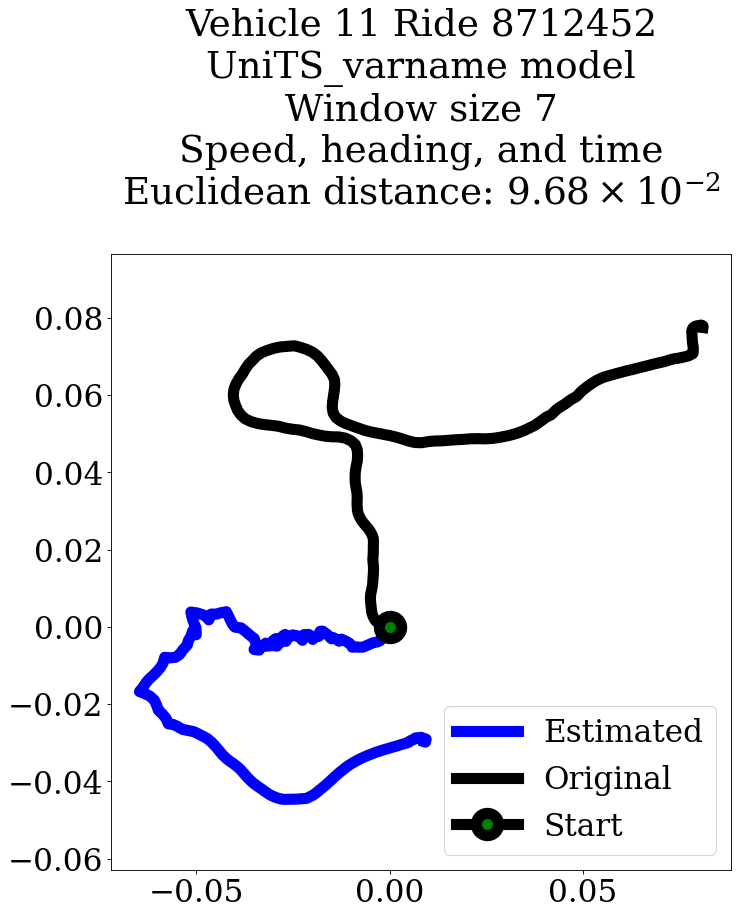 Vehicle 11 Ride 8712452
UniTS_varname model
Window size 7
Speed, heading, and time
Euclidean distance: 9.68 × 10⁻²
0.08
0.06
0.04
0.02
0.00
−0.02
−0.04
−0.06
−0.05 0.00 0.05
Estimated
Original
Start